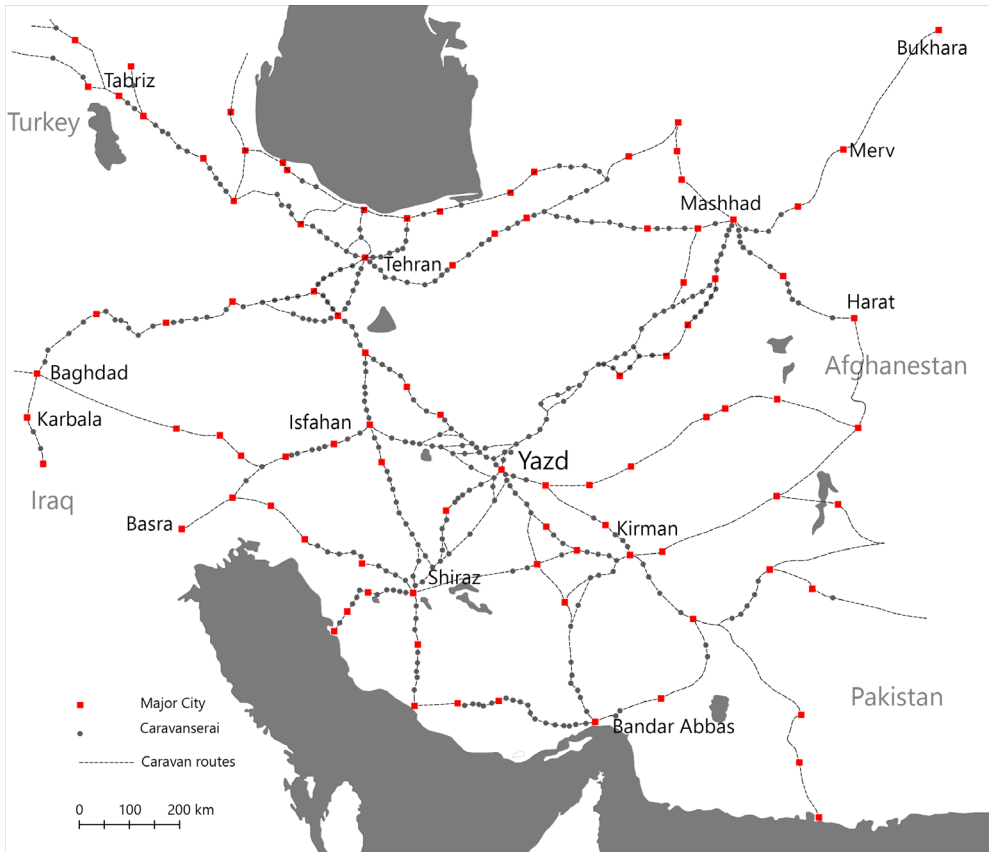 Bukhara
Tabriz
Turkey
Merv
Mashhad
Tehran
Harat
Baghdad
Afghanestan
Karbala
Isfahan
Yazd
Iraq
Basra
Kirman
Shiraz
Pakistan
Major City
Bandar Abbas
Caravanserai
Caravan routes
0 100 200 km